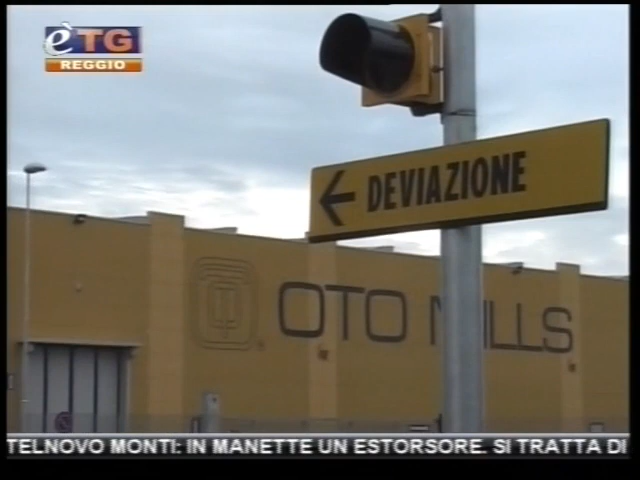 èTG
REGGIO
DEVIAZIONE
OTO MILLS
TELNOVO MONTI: IN MANETTE UN ESTORSORE. SI TRATTA DI